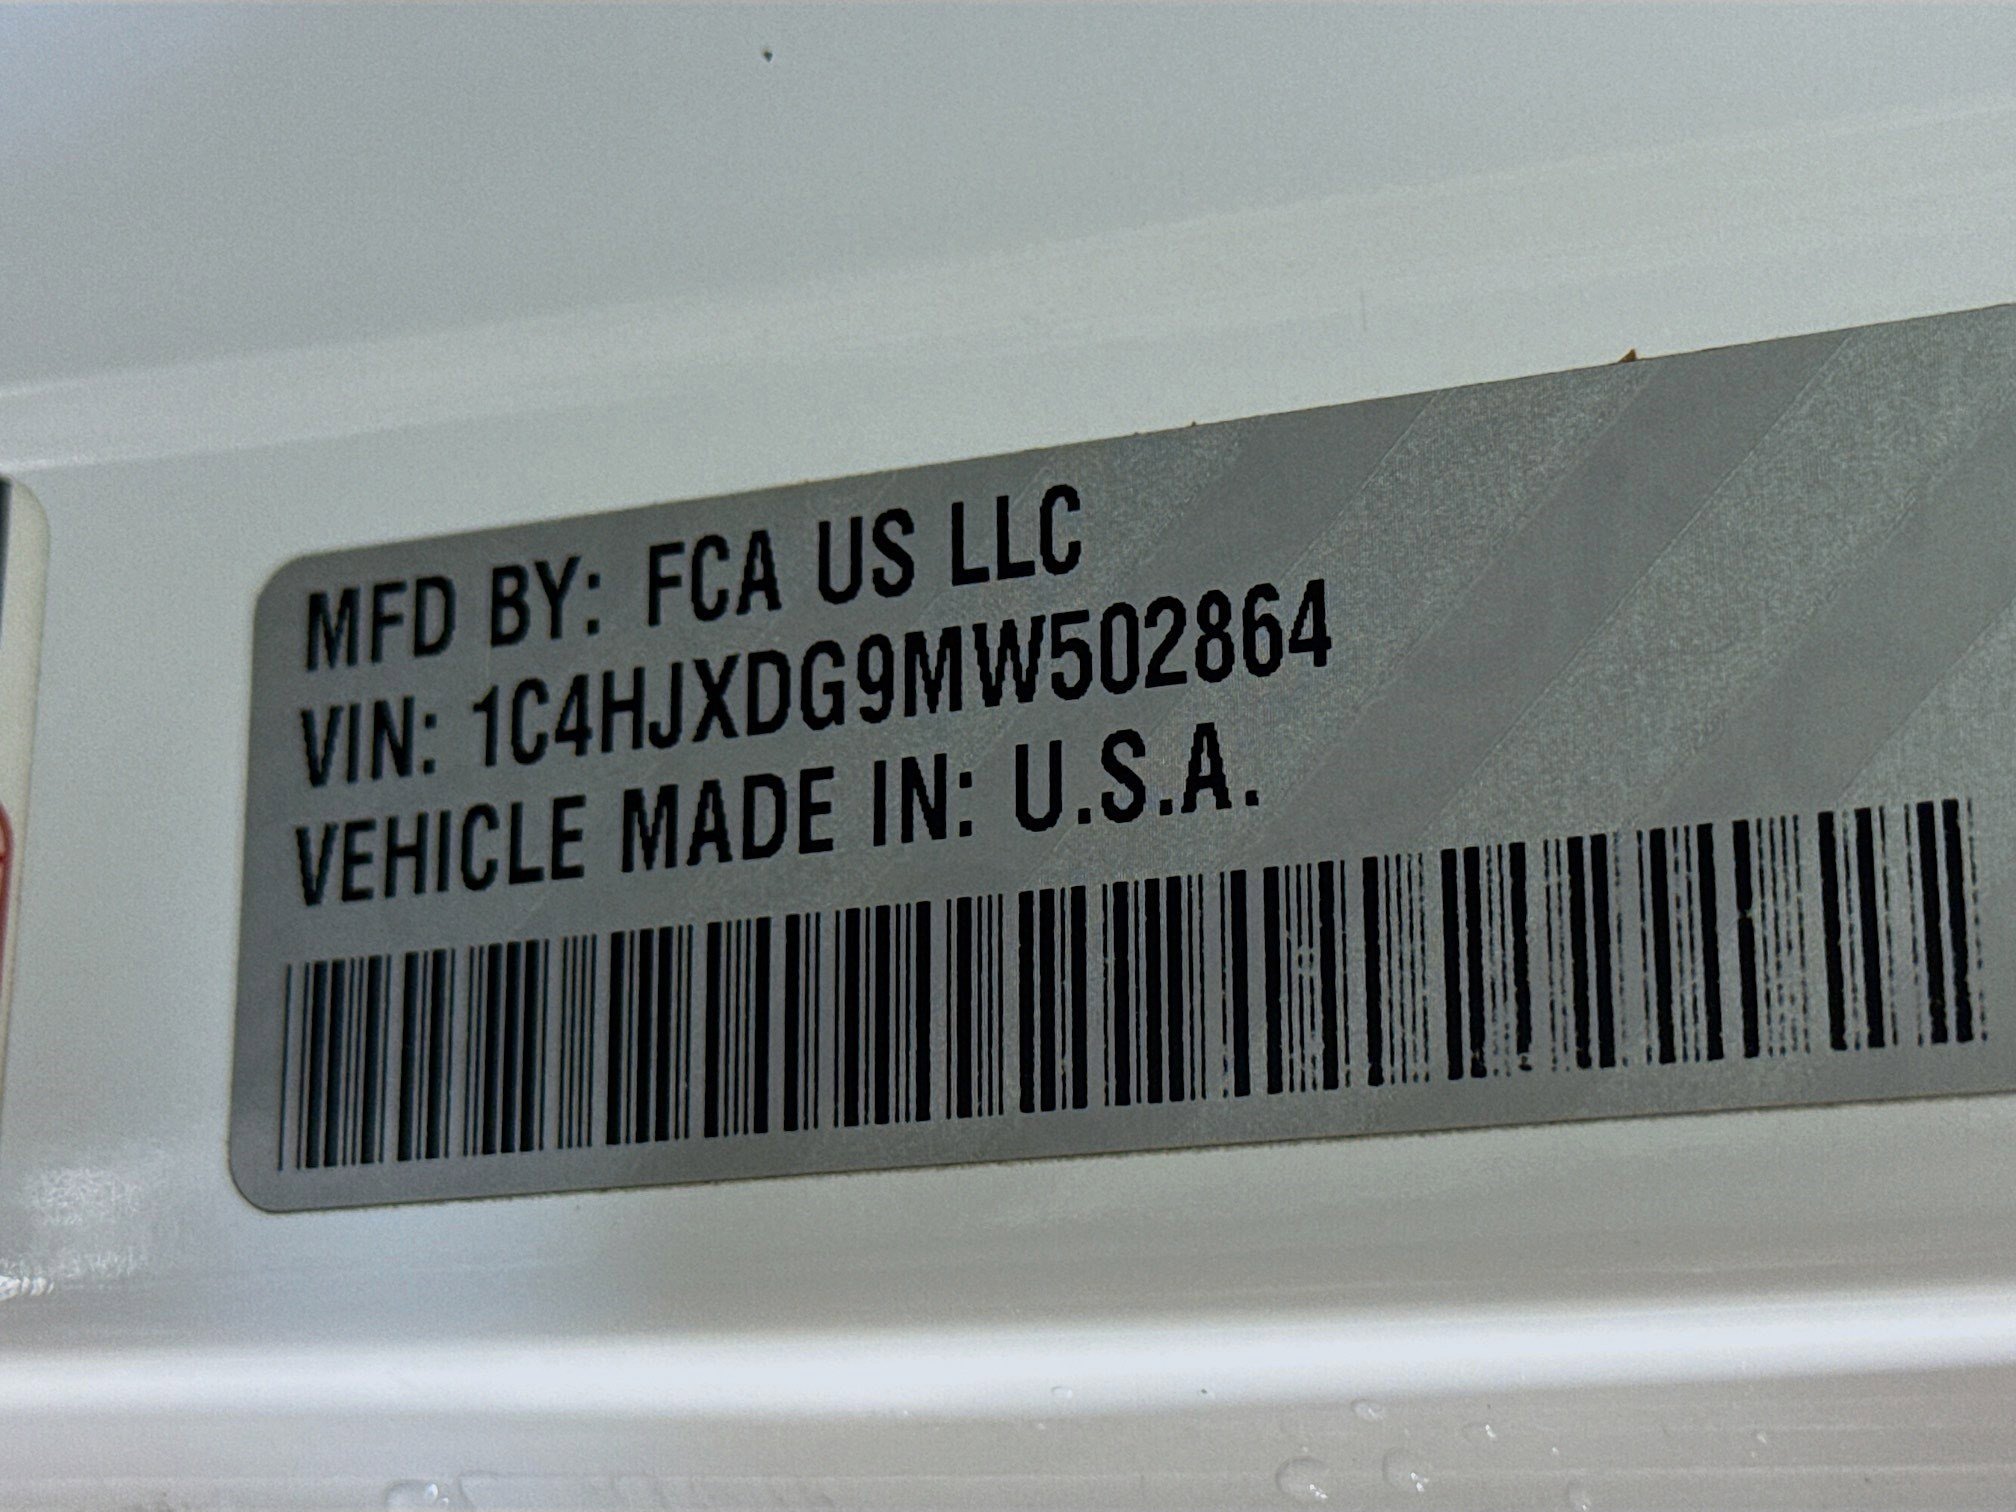 MFD BY: FCA US LLC
VIN: 1C4HJXDG9MW502864
VEHICLE MADE IN: U.S.A.